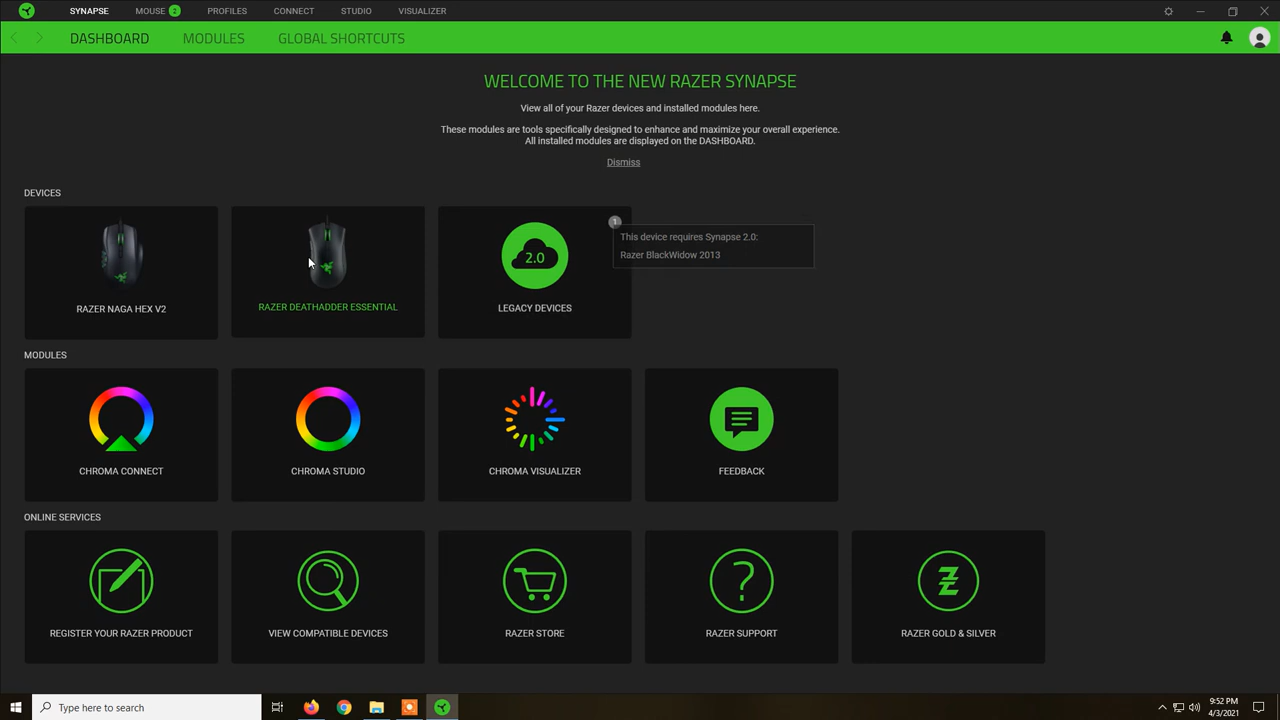 SYNAPSE MOUSE 2 PROFILES CONNECT STUDIO VISUALIZER
DASHBOARD MODULES GLOBAL SHORTCUTS
WELCOME TO THE NEW RAZER SYNAPSE
View all of your Razer devices and installed modules here.
These modules are tools specifically designed to enhance and maximize your overall experience.
All installed modules are displayed on the DASHBOARD.
Dismiss
DEVICES
1
This device requires Synapse 2.0:
Razer BlackWidow 2013
2.0
RAZER NAGA HEX V2
RAZER DEATHADDER ESSENTIAL
LEGACY DEVICES
MODULES
CHROMA CONNECT
CHROMA STUDIO
CHROMA VISUALIZER
FEEDBACK
ONLINE SERVICES
REGISTER YOUR RAZER PRODUCT
VIEW COMPATIBLE DEVICES
RAZER STORE
RAZER SUPPORT
RAZER GOLD & SILVER
Type here to search
9:52 PM
4/3/2021